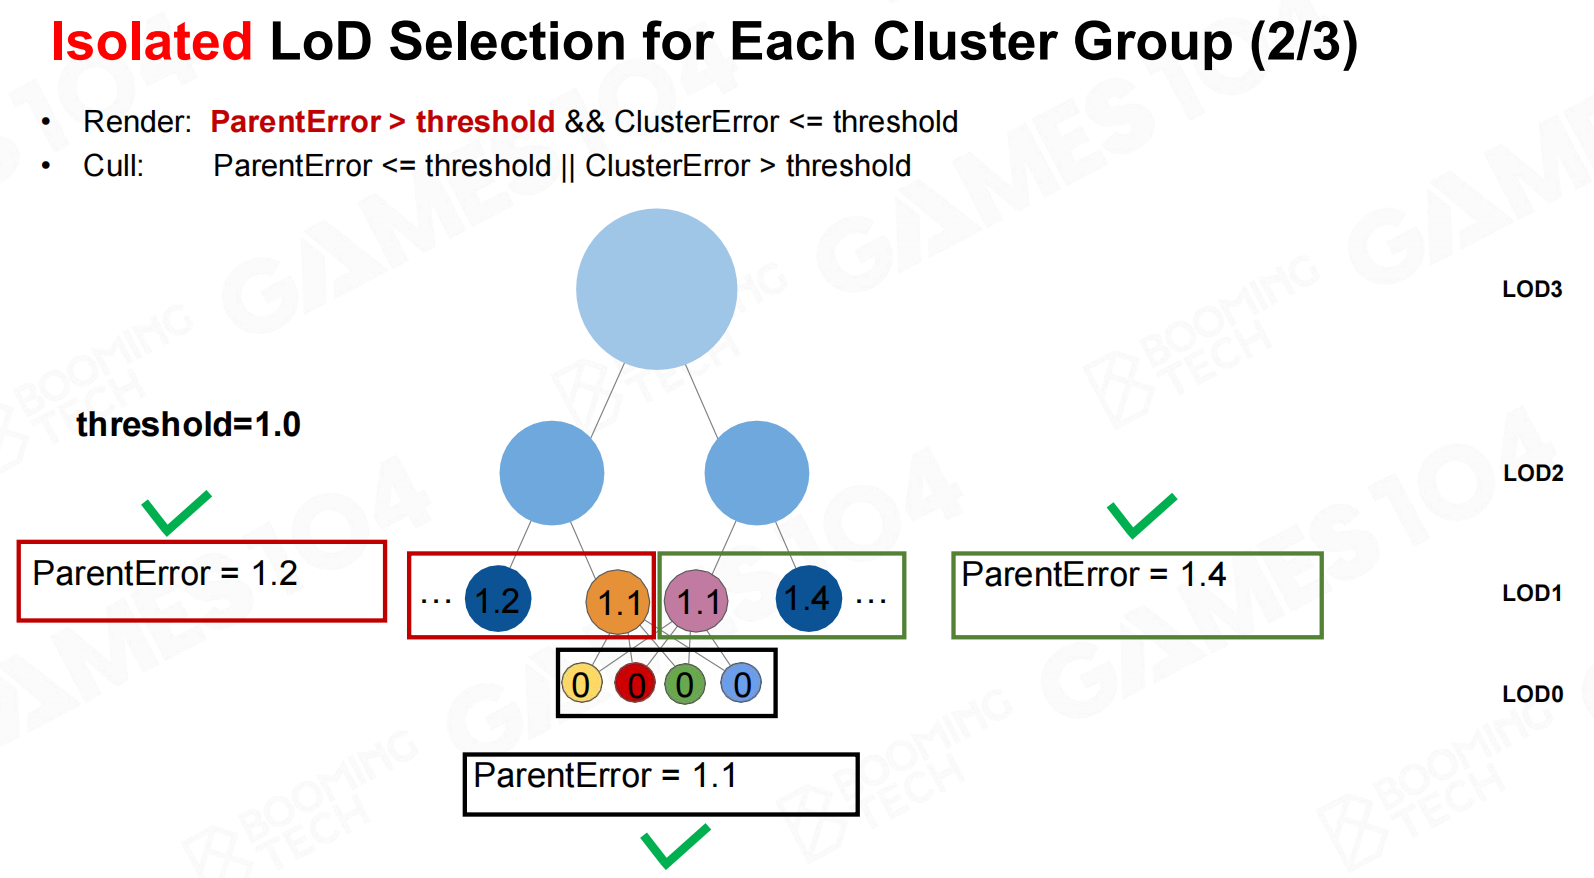 Isolated LoD Selection for Each Cluster Group (2/3)
• Render: ParentError > threshold && ClusterError <= threshold
• Cull: ParentError <= threshold || ClusterError > threshold
LOD3
threshold=1.0
LOD2
ParentError = 1.2
... 1.2 1.1 1.1 1.4 ...
ParentError = 1.4
LOD1
0 0 0 0
LOD0
ParentError = 1.1
GAMES104
BOOMING
TECH